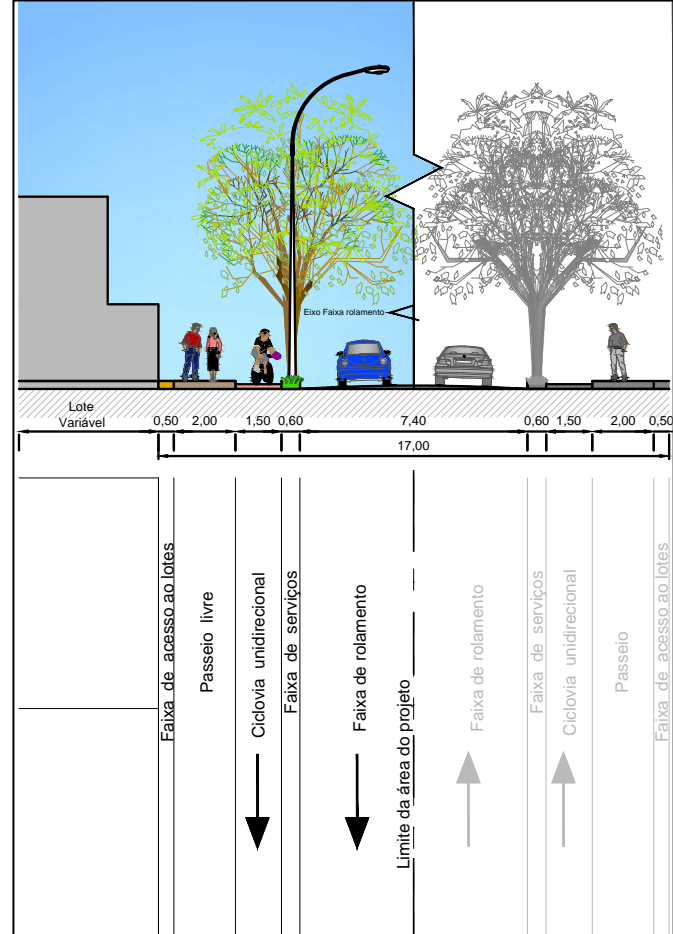 Eixo Faixa rolamento
Lote
Variável
0,50 2,00 1,50 0,60 7,40 0,60 1,50 2,00 0,50
17,00
Faixa de acesso ao lotes
Passeio livre
Ciclovia unidirecional
Faixa de serviços
Faixa de rolamento
Limite da área do projeto
Faixa de rolamento
Faixa de serviços
Ciclovia unidirecional
Passeio
Faixa de acesso ao lotes